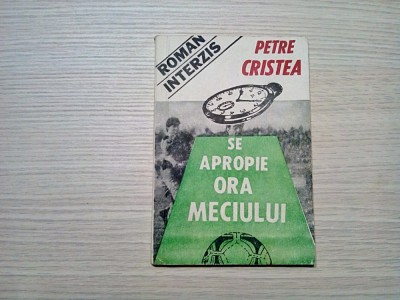 ROMAN
INTERZIS
PETRE
CRISTEA
SE
APROPIE
ORA
MECIULUI